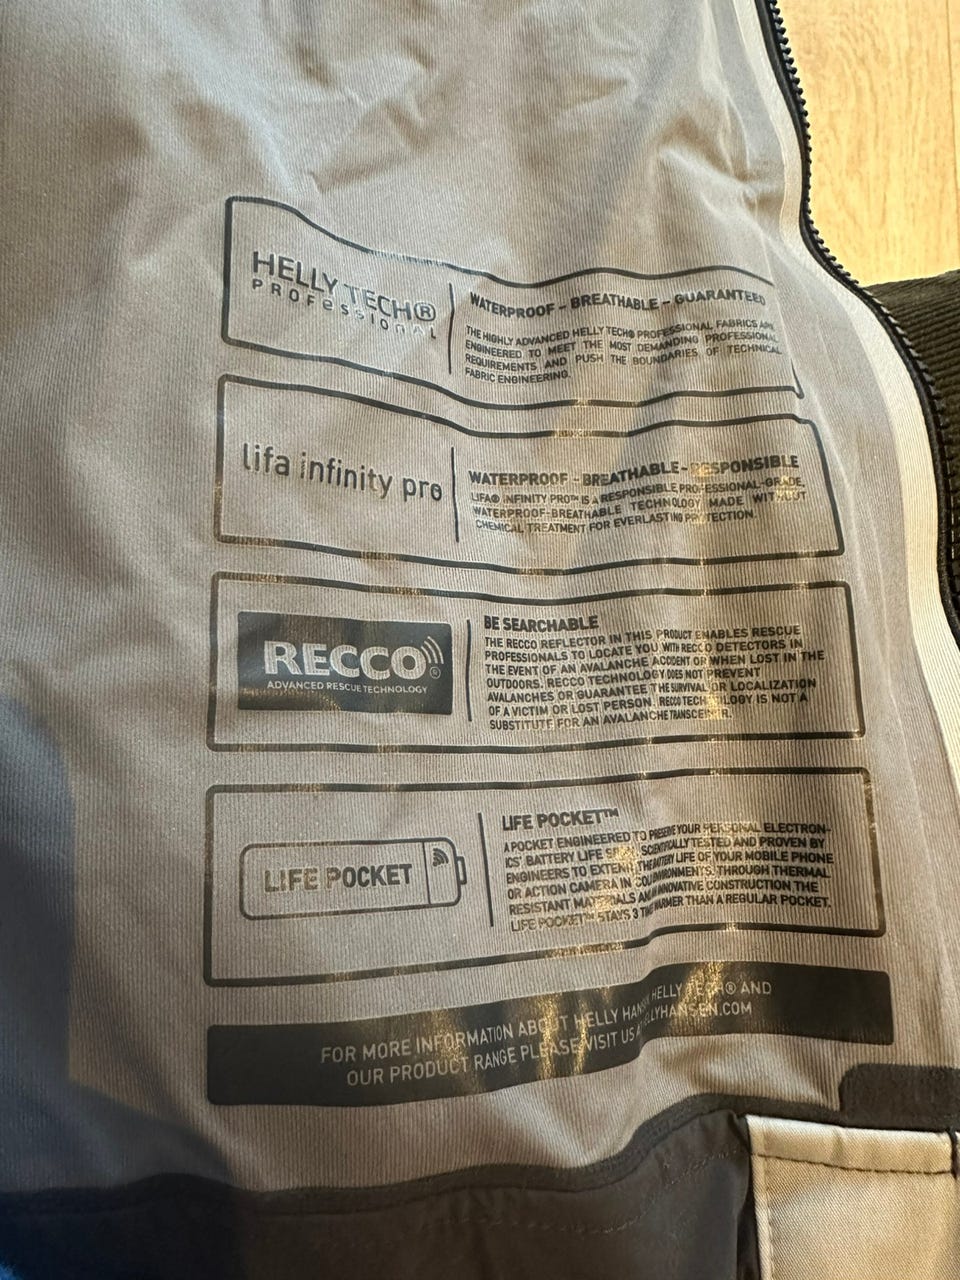 HELLY TECH®
PROFessionAL
WATERPROOF - BREATHABLE - GUARANTEED
THE HIGHLY ADVANCED HELLY TECH® PROFESSIONAL FABRICS ARE
ENGINEERED TO MEET THE MOST DEMANDING PROFESSIONAL
REQUIREMENTS AND PUSH THE BOUNDARIES OF TECHNICAL
FABRIC ENGINEERING.
lifa infinity pro
WATERPROOF - BREATHABLE - RESPONSIBLE
LIFA® INFINITY PRO™ IS A RESPONSIBLE PROFESSIONAL-GRADE,
WATERPROOF-BREATHABLE TECHNOLOGY MADE WITHOUT
CHEMICAL TREATMENT FOR EVERLASTING PROTECTION.
RECCO®
ADVANCED RESCUE TECHNOLOGY
BE SEARCHABLE
THE RECCO REFLECTOR IN THIS PRODUCT ENABLES RESCUE
PROFESSIONALS TO LOCATE YOU WITH RECCO DETECTORS IN
THE EVENT OF AN AVALANCHE ACCIDENT OR WHEN LOST IN THE
OUTDOORS. RECCO TECHNOLOGY DOES NOT PREVENT
AVALANCHES OR GUARANTEE THE SURVIVAL OR LOCALIZATION
OF A VICTIM OR LOST PERSON. RECCO TECHNOLOGY IS NOT A
SUBSTITUTE FOR AN AVALANCHE TRANSCEIVER.
LIFE POCKET
LIFE POCKET™
A POCKET ENGINEERED TO PRESERVE YOUR PERSONAL ELECTRON-
ICS' BATTERY LIFE SCIENTIFICALLY TESTED AND PROVEN BY
ENGINEERS TO EXTEND THE BATTERY LIFE OF YOUR MOBILE PHONE
OR ACTION CAMERA IN COLD ENVIRONMENTS. THROUGH THERMAL
RESISTANT MATERIALS AND INNOVATIVE CONSTRUCTION THE
LIFE POCKET™ STAYS 3 TIMES WARMER THAN A REGULAR POCKET.
FOR MORE INFORMATION ABOUT HELLY HANSEN HELLY TECH® AND
OUR PRODUCT RANGE PLEASE VISIT US AT HELLYHANSEN.COM